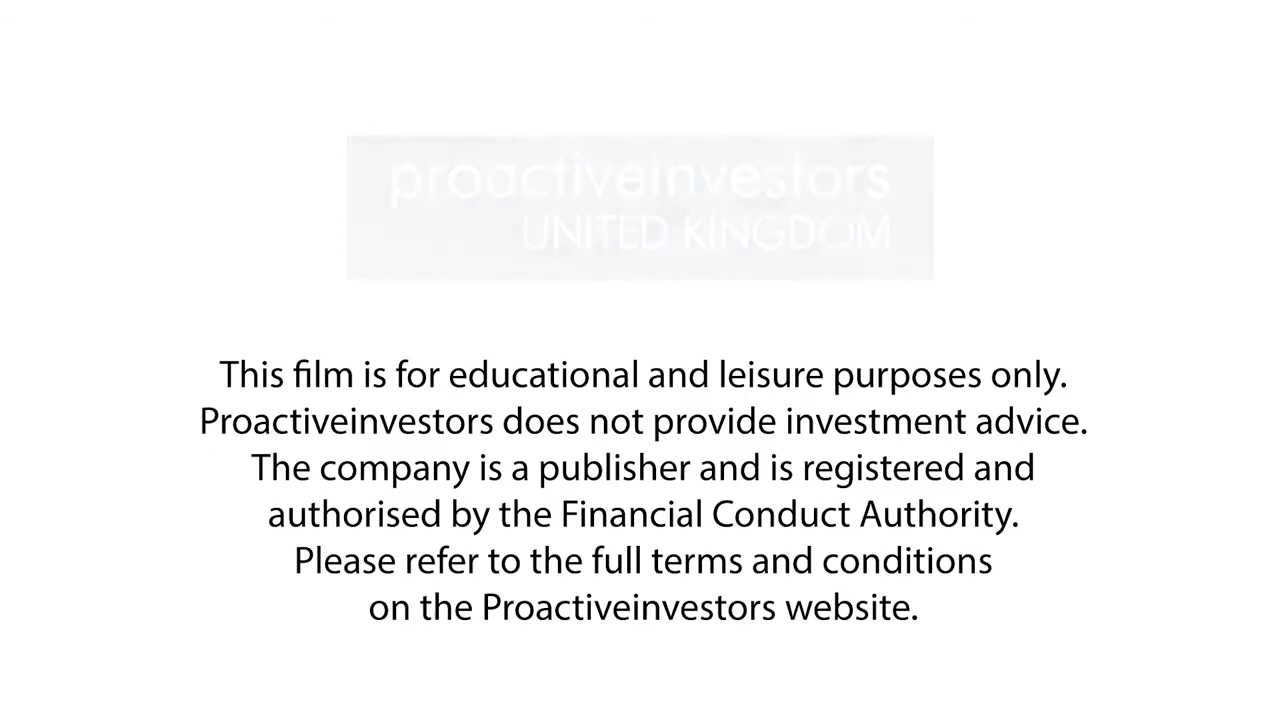 proactiveinvestors
UNITED KINGDOM
This film is for educational and leisure purposes only.
Proactiveinvestors does not provide investment advice.
The company is a publisher and is registered and
authorised by the Financial Conduct Authority.
Please refer to the full terms and conditions
on the Proactiveinvestors website.